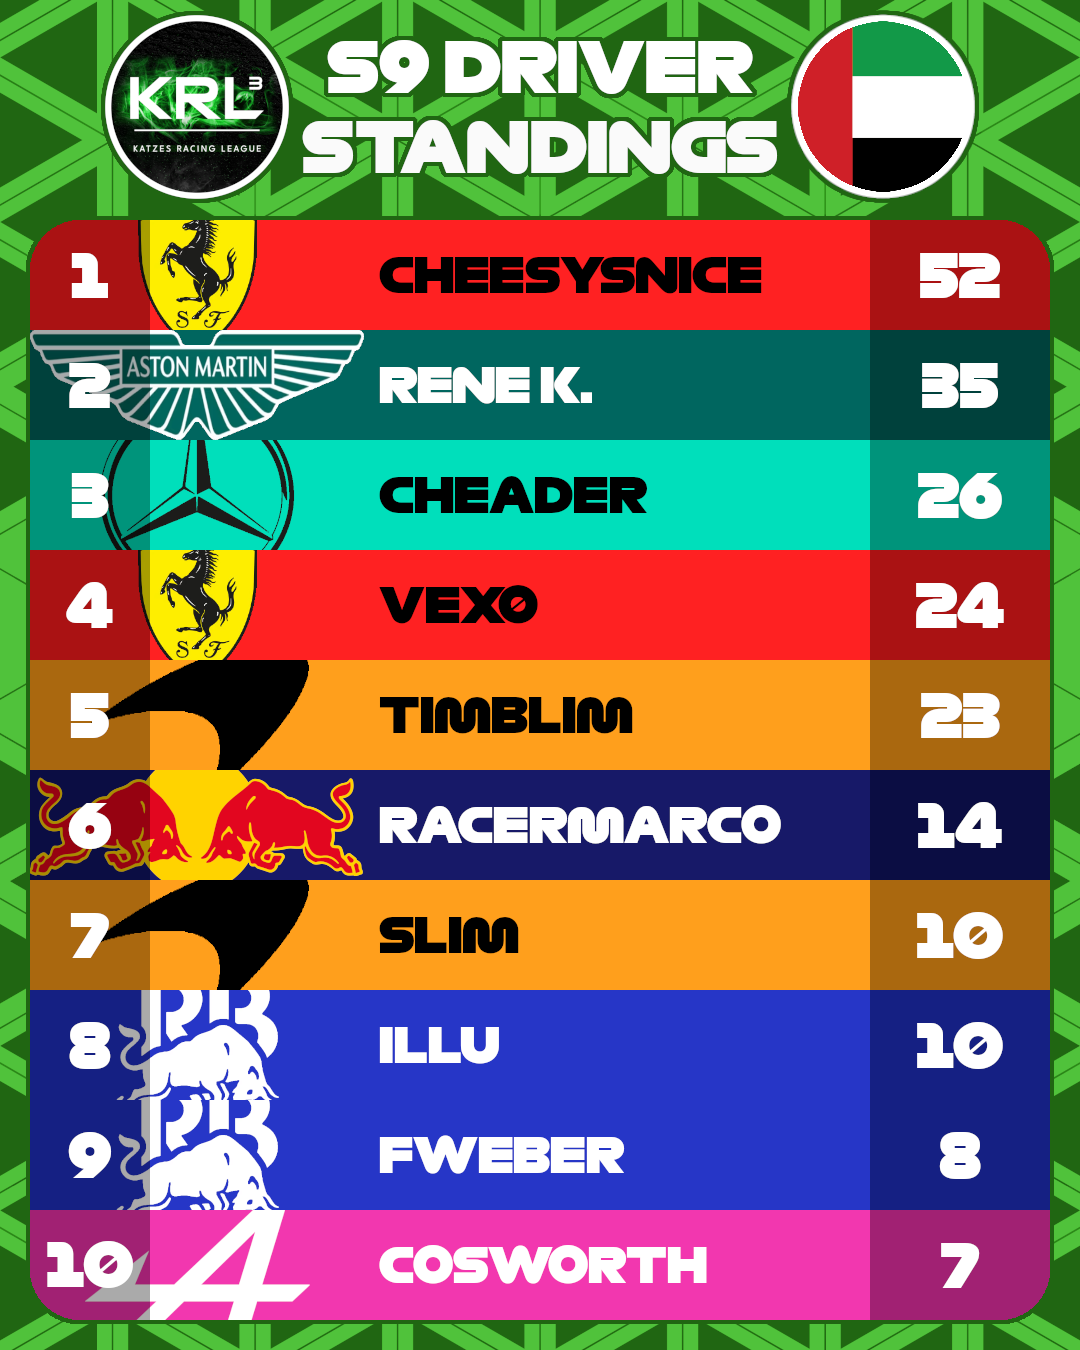 KRL3
KATZES RACING LEAGUE
S9 DRIVER
STANDINGS
1 S F CHEESYSNICE 52
2 ASTON MARTIN RENE K. 35
3 CHEADER 26
4 S F VEXO 24
5 TIMBLIM 23
6 RACERMARCO 14
7 SLIM 10
8 RB ILLU 10
9 RB FWEBER 8
10 COSWORTH 7